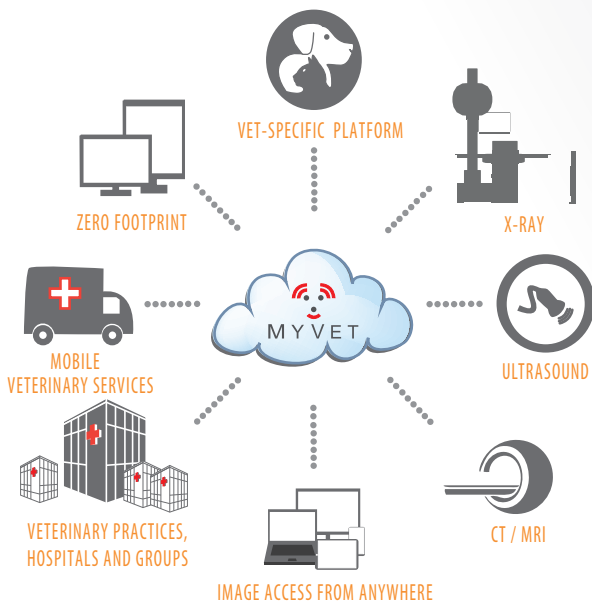 VET-SPECIFIC PLATFORM
ZERO FOOTPRINT
X-RAY
MYVET
MOBILE
VETERINARY SERVICES
ULTRASOUND
VETERINARY PRACTICES,
HOSPITALS AND GROUPS
CT / MRI
IMAGE ACCESS FROM ANYWHERE